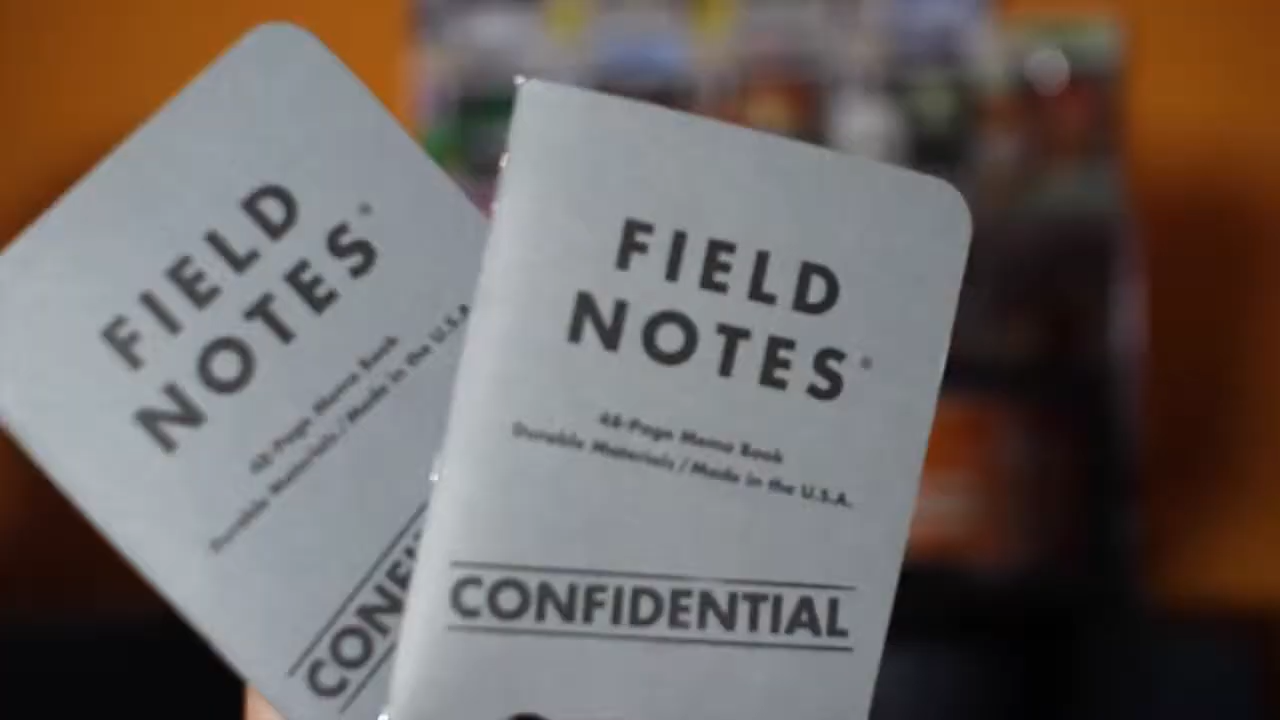 FIELD
NOTES
48-Page Memo Book
Durable Materials / Made in the U.S.A.
CONF
FIELD
NOTES
48-Page Memo Book
Durable Materials / Made in the U.S.A.
CONFIDENTIAL